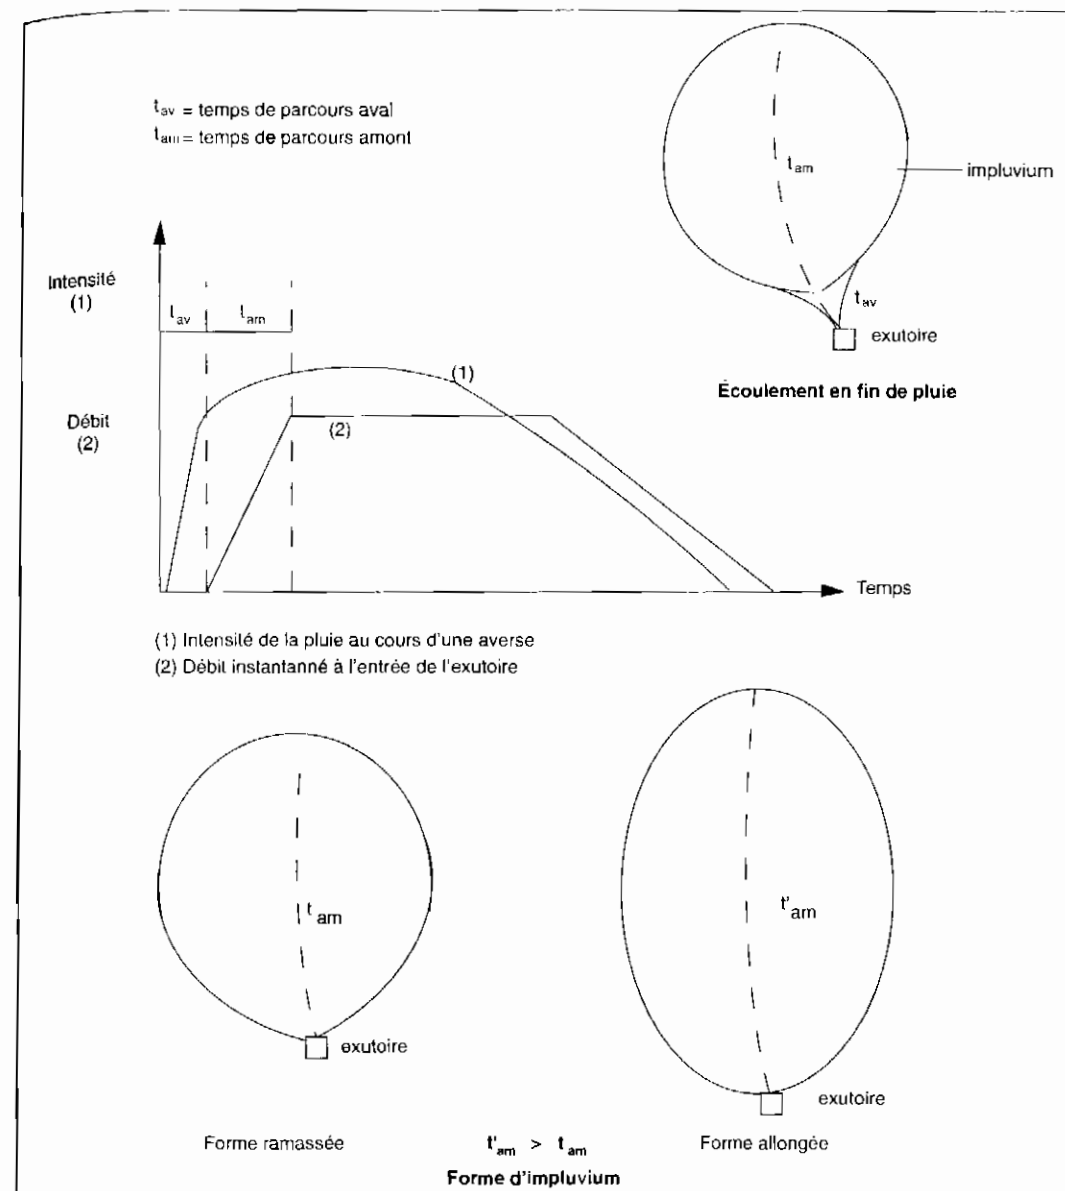 t_av = temps de parcours aval
t_am = temps de parcours amont
t_am
impluvium
t_av
exutoire
Écoulement en fin de pluie
Intensité
(1)
t_av
t_am
(1)
Débit
(2)
(2)
Temps
(1) Intensité de la pluie au cours d'une averse
(2) Débit instantanné à l'entrée de l'exutoire
t_am
exutoire
t'_am
exutoire
Forme ramassée
t'_am > t_am
Forme allongée
Forme d'impluvium